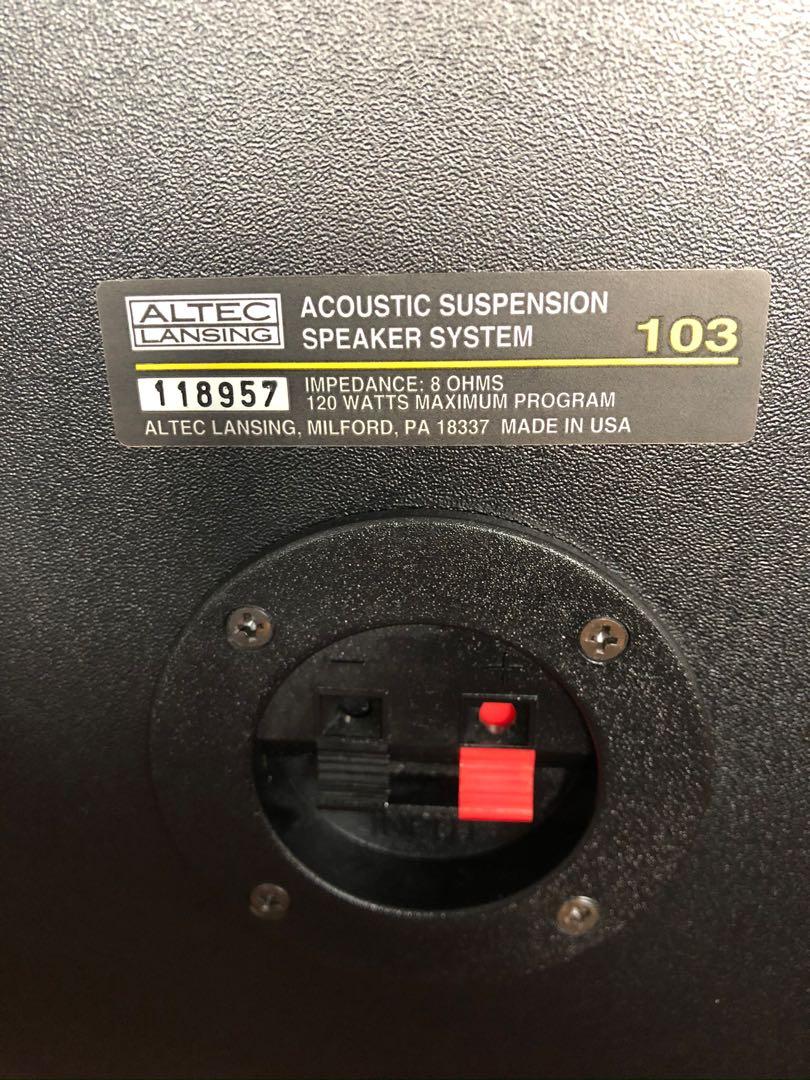 ALTEC
LANSING
ACOUSTIC SUSPENSION
SPEAKER SYSTEM
103
118957
IMPEDANCE: 8 OHMS
120 WATTS MAXIMUM PROGRAM
ALTEC LANSING, MILFORD, PA 18337 MADE IN USA
− +